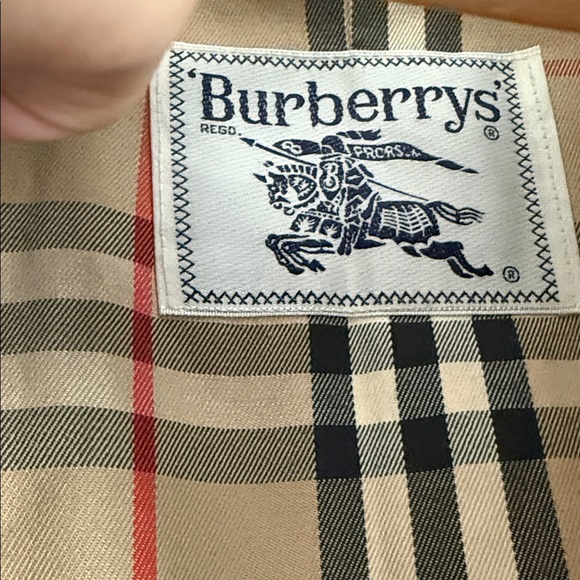 'Burberrys'
REGD. ®
PRORSUM
®